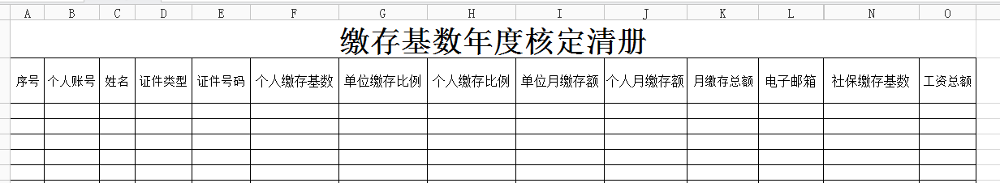 A B C D E F G H I J K L N O
缴存基数年度核定清册
序号 个人账号 姓名 证件类型 证件号码 个人缴存基数 单位缴存比例 个人缴存比例 单位月缴存额 个人月缴存额 月缴存总额 电子邮箱 社保缴存基数 工资总额